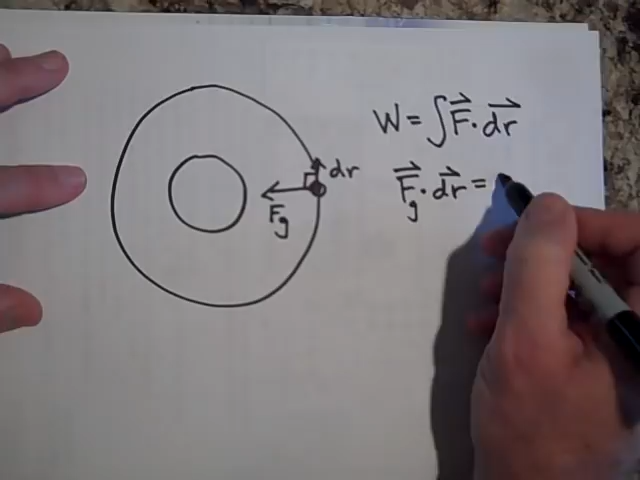 W = ∫F⃗·dr⃗
F⃗g·dr⃗ =
dr
Fg